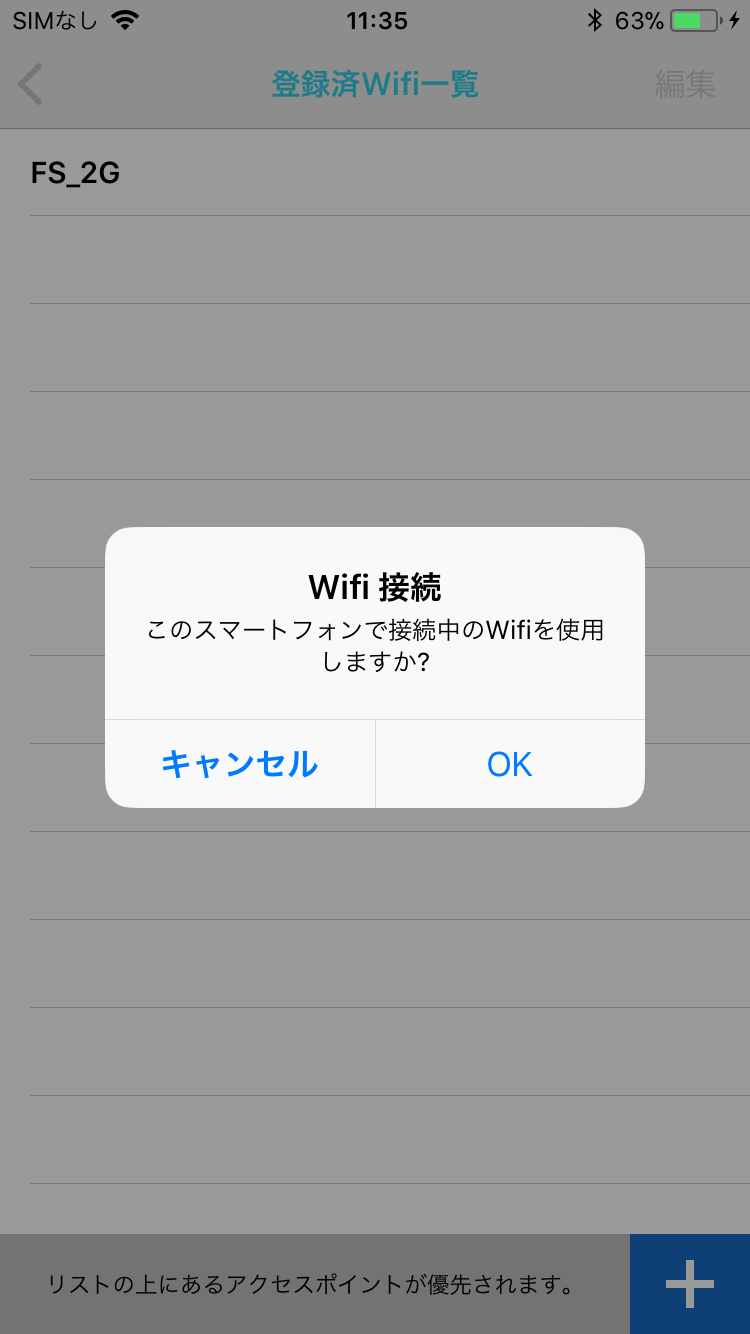 SIMなし 11:35 63%
登録済Wifi一覧 編集
FS_2G
Wifi 接続
このスマートフォンで接続中のWifiを使用
しますか?
キャンセル OK
リストの上にあるアクセスポイントが優先されます。